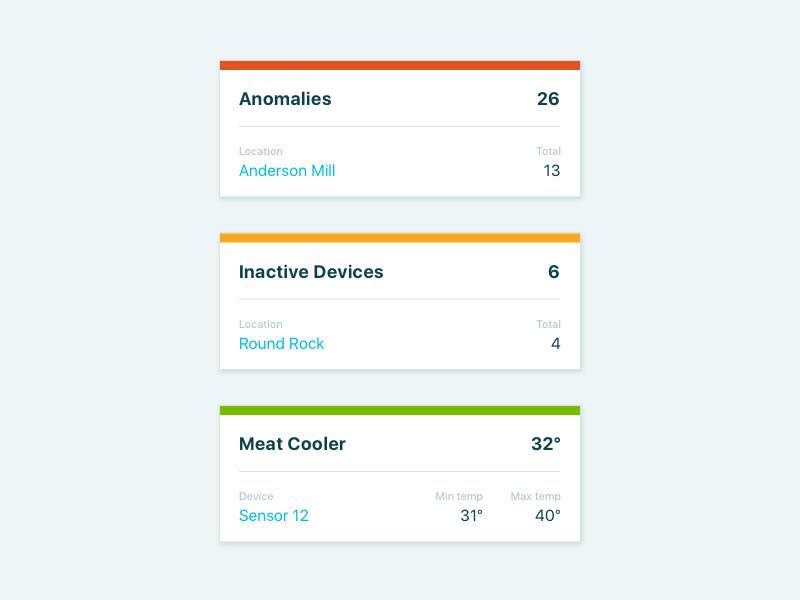 Anomalies 26
Location Total
Anderson Mill 13
Inactive Devices 6
Location Total
Round Rock 4
Meat Cooler 32°
Device Min temp Max temp
Sensor 12 31° 40°